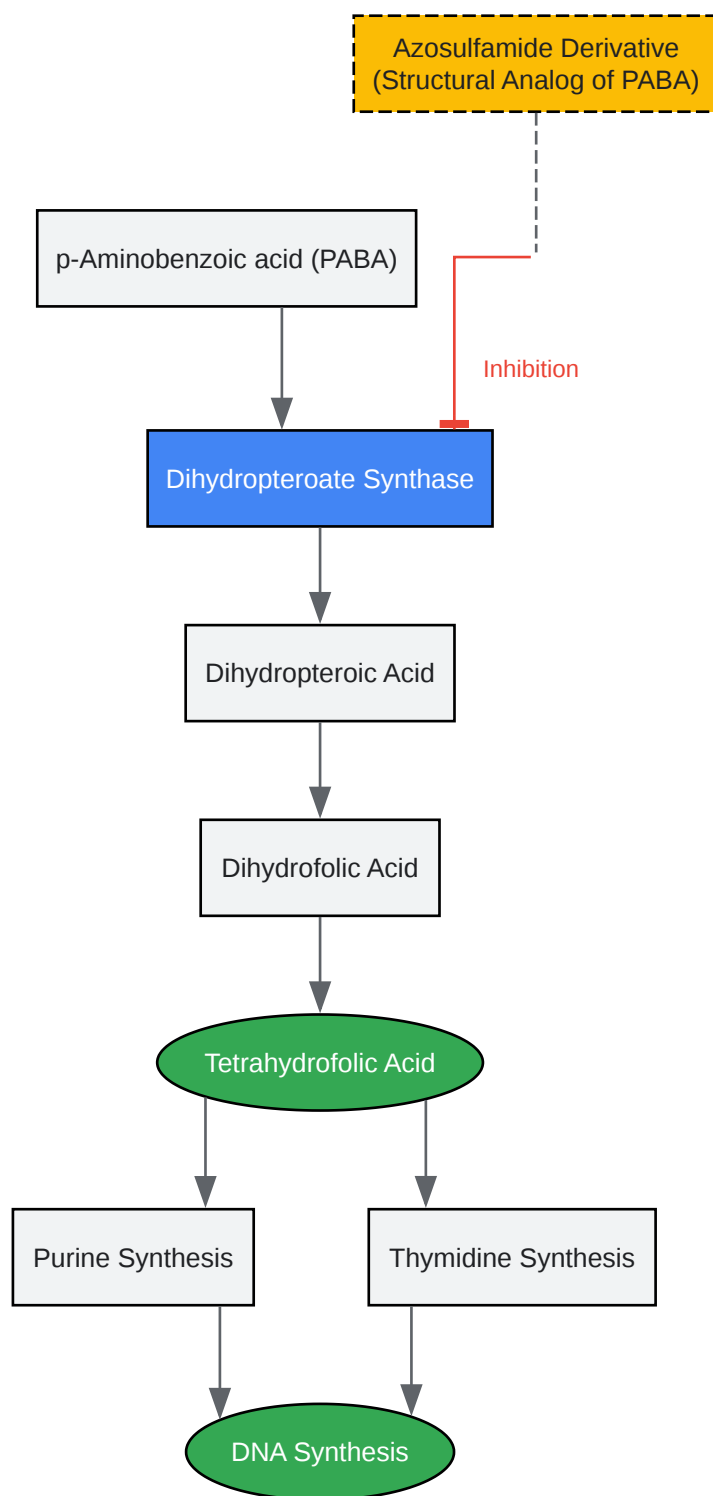 Azosulfamide Derivative
(Structural Analog of PABA)
p-Aminobenzoic acid (PABA)
Inhibition
Dihydropteroate Synthase
Dihydropteroic Acid
Dihydrofolic Acid
Tetrahydrofolic Acid
Purine Synthesis
Thymidine Synthesis
DNA Synthesis